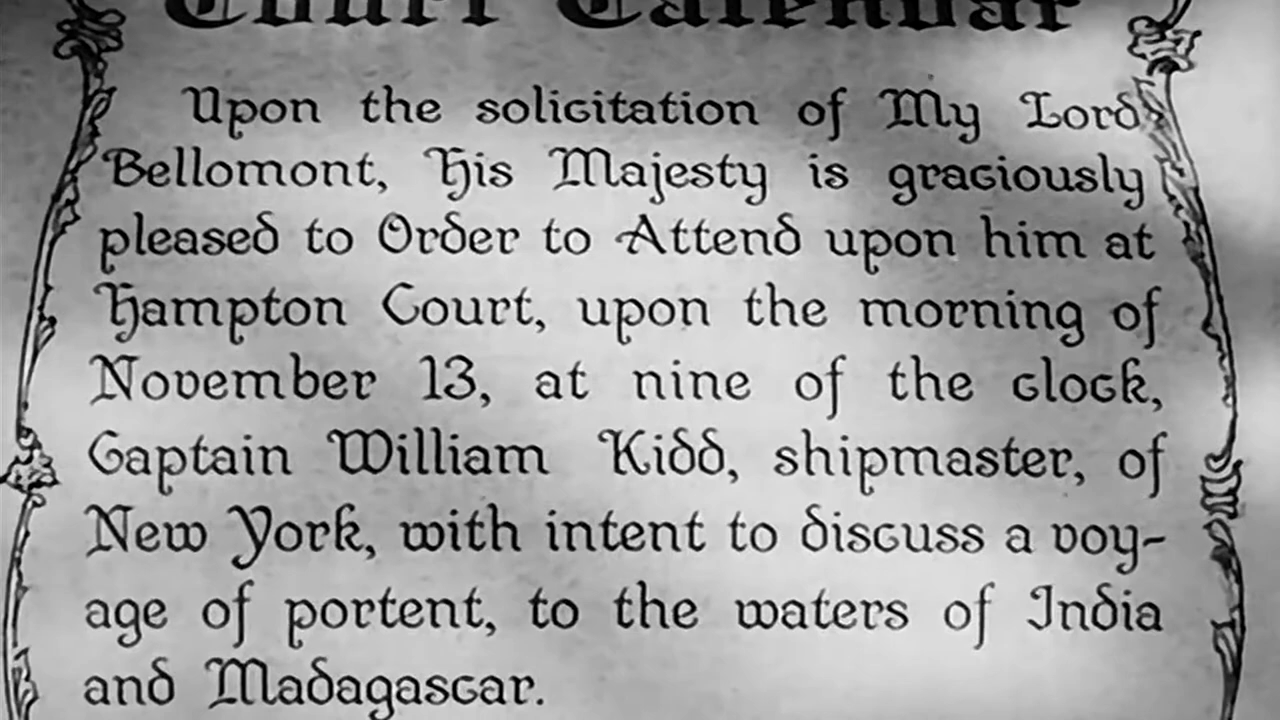 Court Calendar
Upon the solicitation of My Lord
Bellomont, His Majesty is graciously
pleased to Order to Attend upon him at
Hampton Court, upon the morning of
November 13, at nine of the clock,
Captain William Kidd, shipmaster, of
New York, with intent to discuss a voy-
age of portent, to the waters of India
and Madagascar.